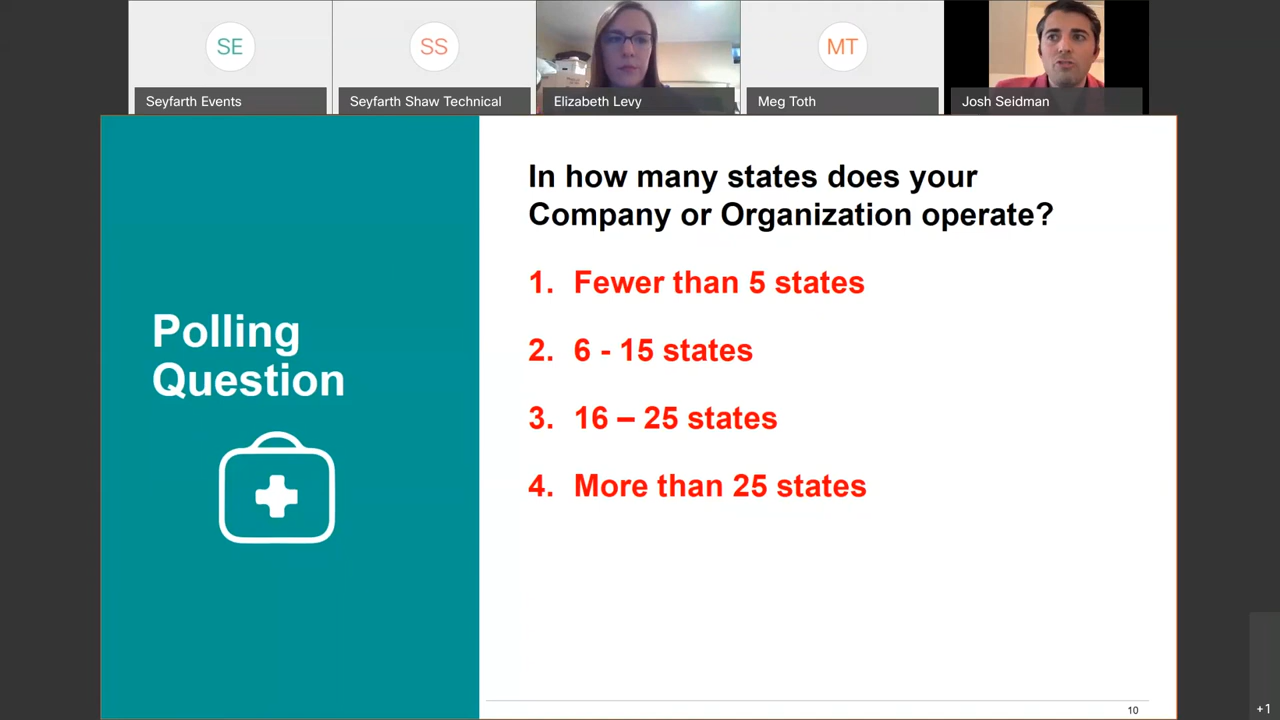 SE
SS
MT
Seyfarth Events
Seyfarth Shaw Technical
Elizabeth Levy
Meg Toth
Josh Seidman
Polling
Question
In how many states does your
Company or Organization operate?
1. Fewer than 5 states
2. 6 - 15 states
3. 16 – 25 states
4. More than 25 states
10
+1